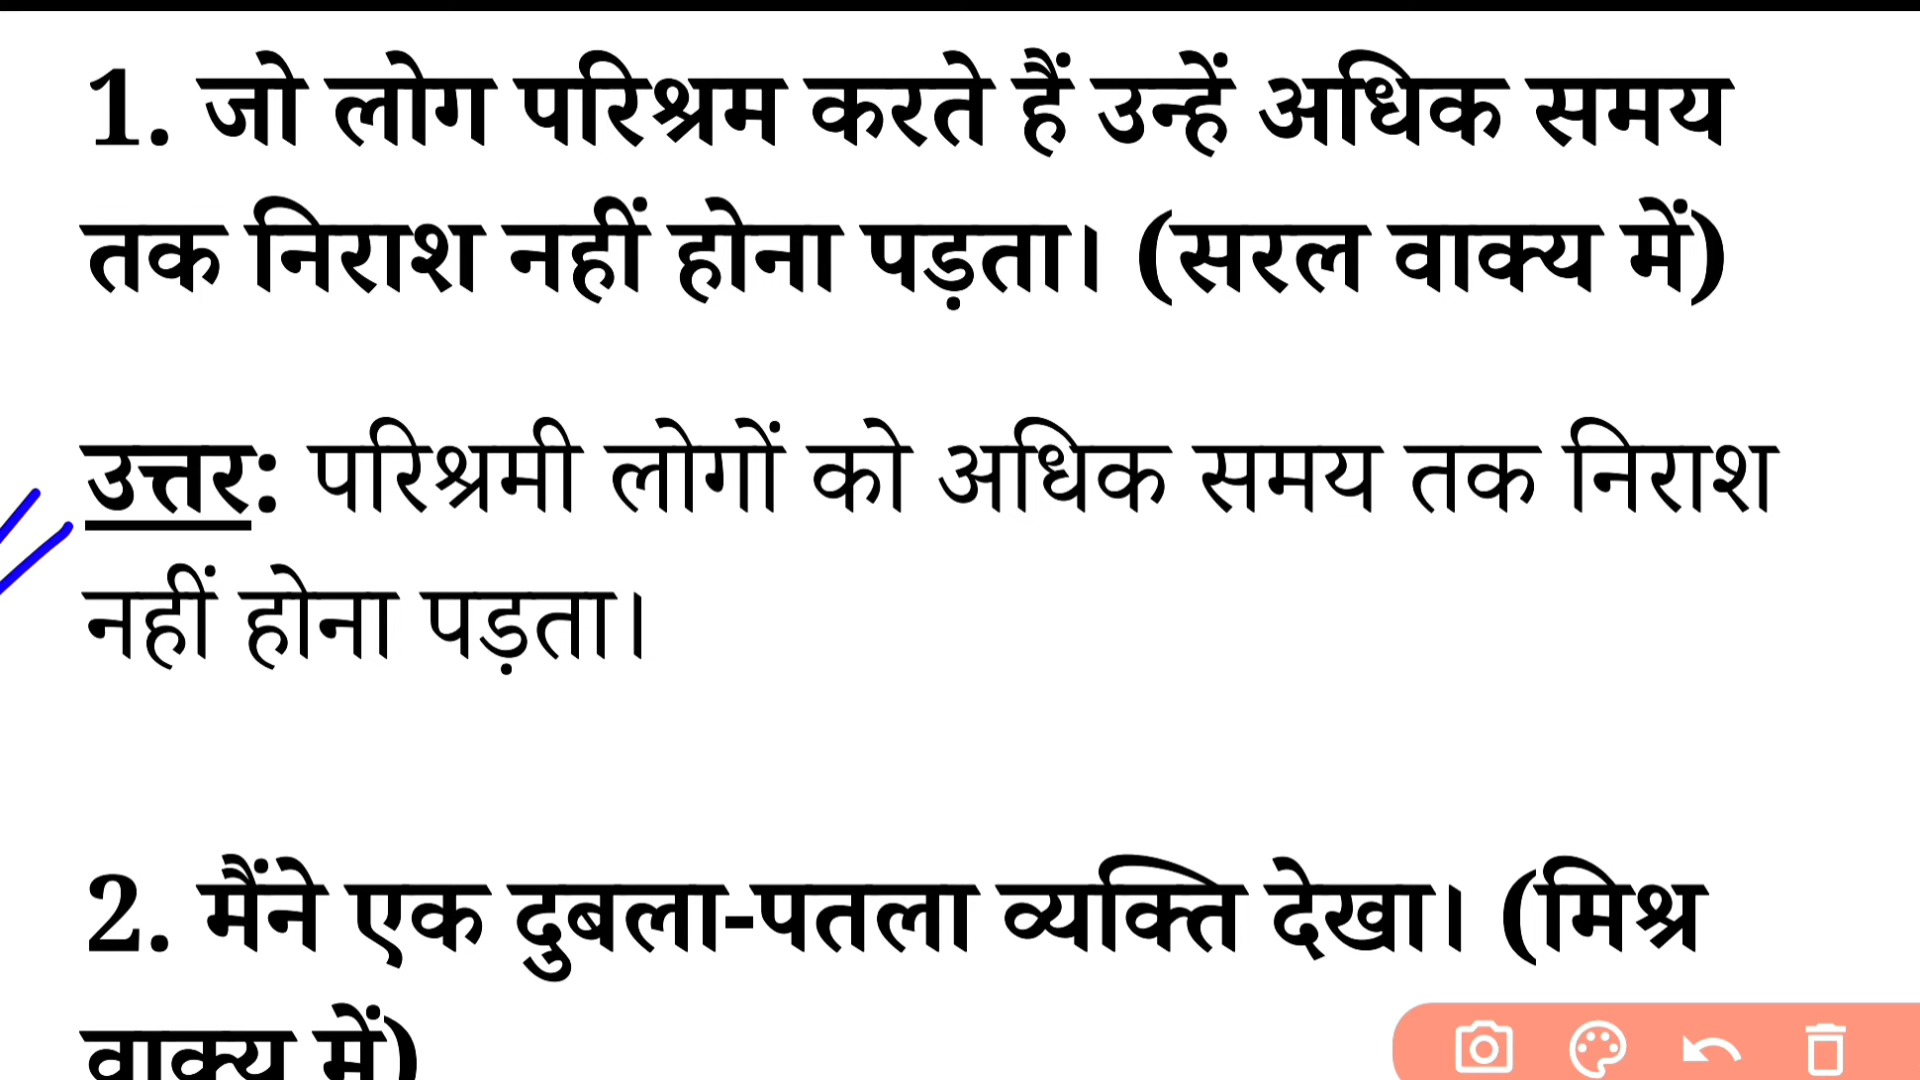 1. जो लोग परिश्रम करते हैं उन्हें अधिक समय
तक निराश नहीं होना पड़ता। (सरल वाक्य में)
उत्तर: परिश्रमी लोगों को अधिक समय तक निराश
नहीं होना पड़ता।
2. मैंने एक दुबला-पतला व्यक्ति देखा। (मिश्र
वाक्य में)